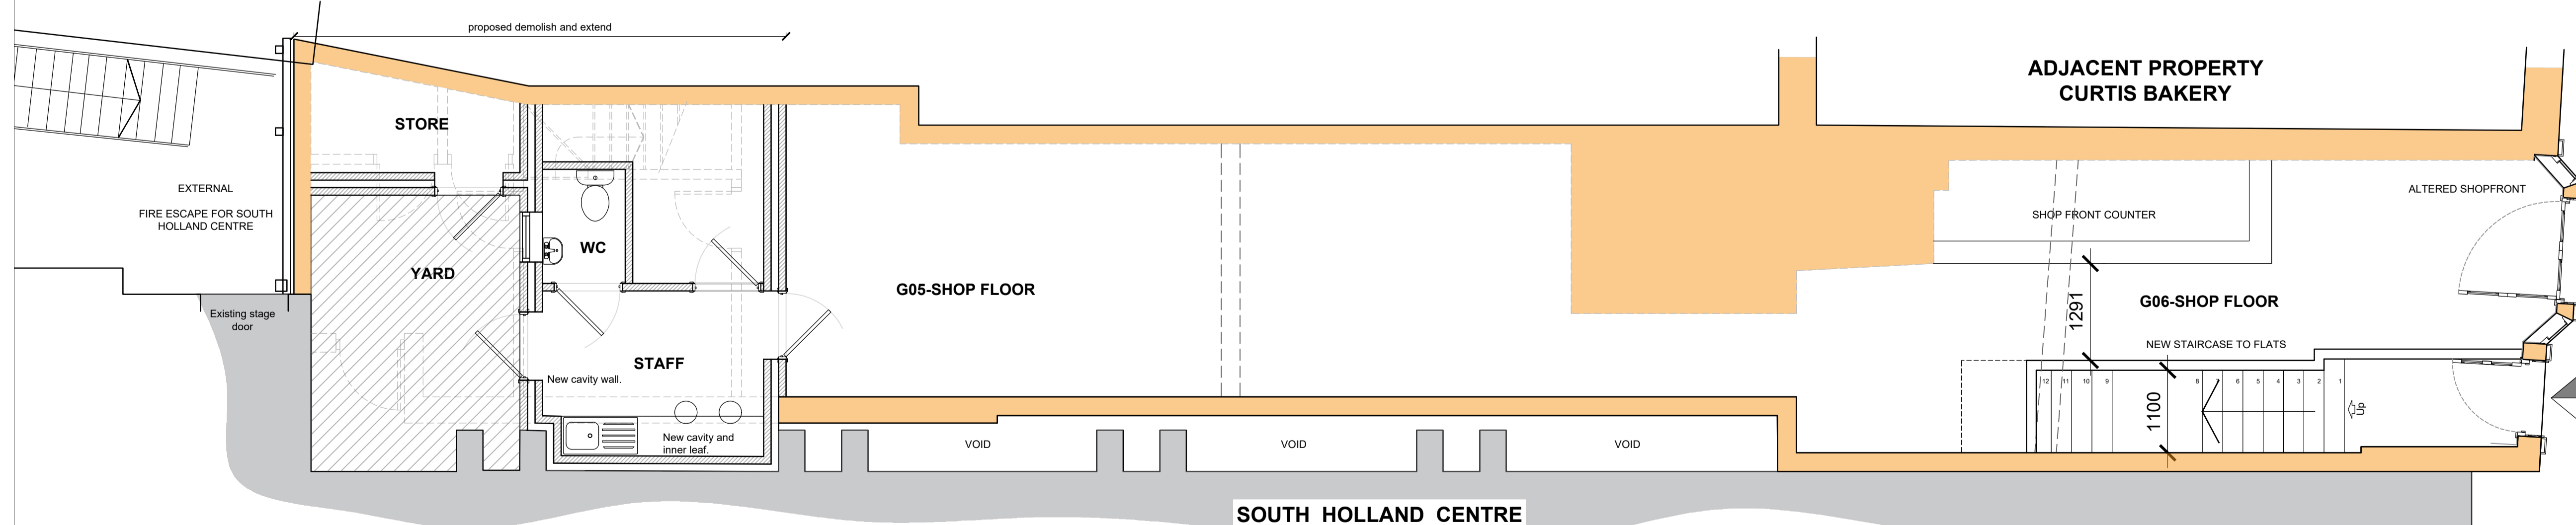 proposed demolish and extend
ADJACENT PROPERTY
CURTIS BAKERY
STORE
EXTERNAL
FIRE ESCAPE FOR SOUTH
HOLLAND CENTRE
ALTERED SHOPFRONT
SHOP FRONT COUNTER
WC
YARD
G05-SHOP FLOOR
G06-SHOP FLOOR
1291
Existing stage
door
NEW STAIRCASE TO FLATS
STAFF
New cavity wall.
12 11 10 9 8 7 6 5 4 3 2 1
Up
1100
New cavity and
inner leaf.
VOID
VOID
VOID
SOUTH HOLLAND CENTRE